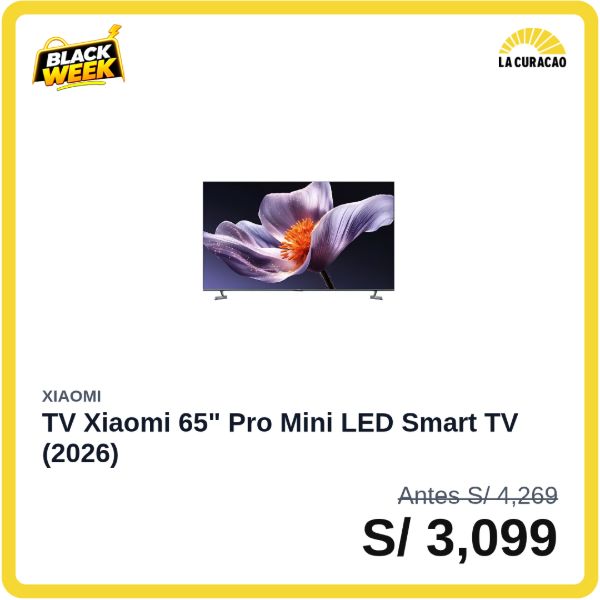 BLACK
WEEK
LA CURACAO
XIAOMI
TV Xiaomi 65" Pro Mini LED Smart TV
(2026)
Antes S/ 4,269
S/ 3,099